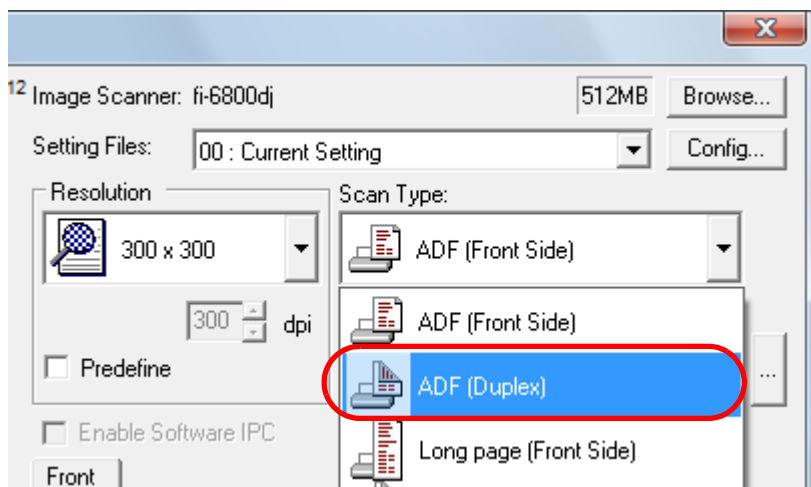 12 Image Scanner: fi-6800dj 512MB Browse...
Setting Files: 00 : Current Setting Config...
Resolution Scan Type:
300 x 300 ADF (Front Side)
300 dpi ADF (Front Side)
Predefine ADF (Duplex) ...
Enable Software IPC Long page (Front Side)
Front